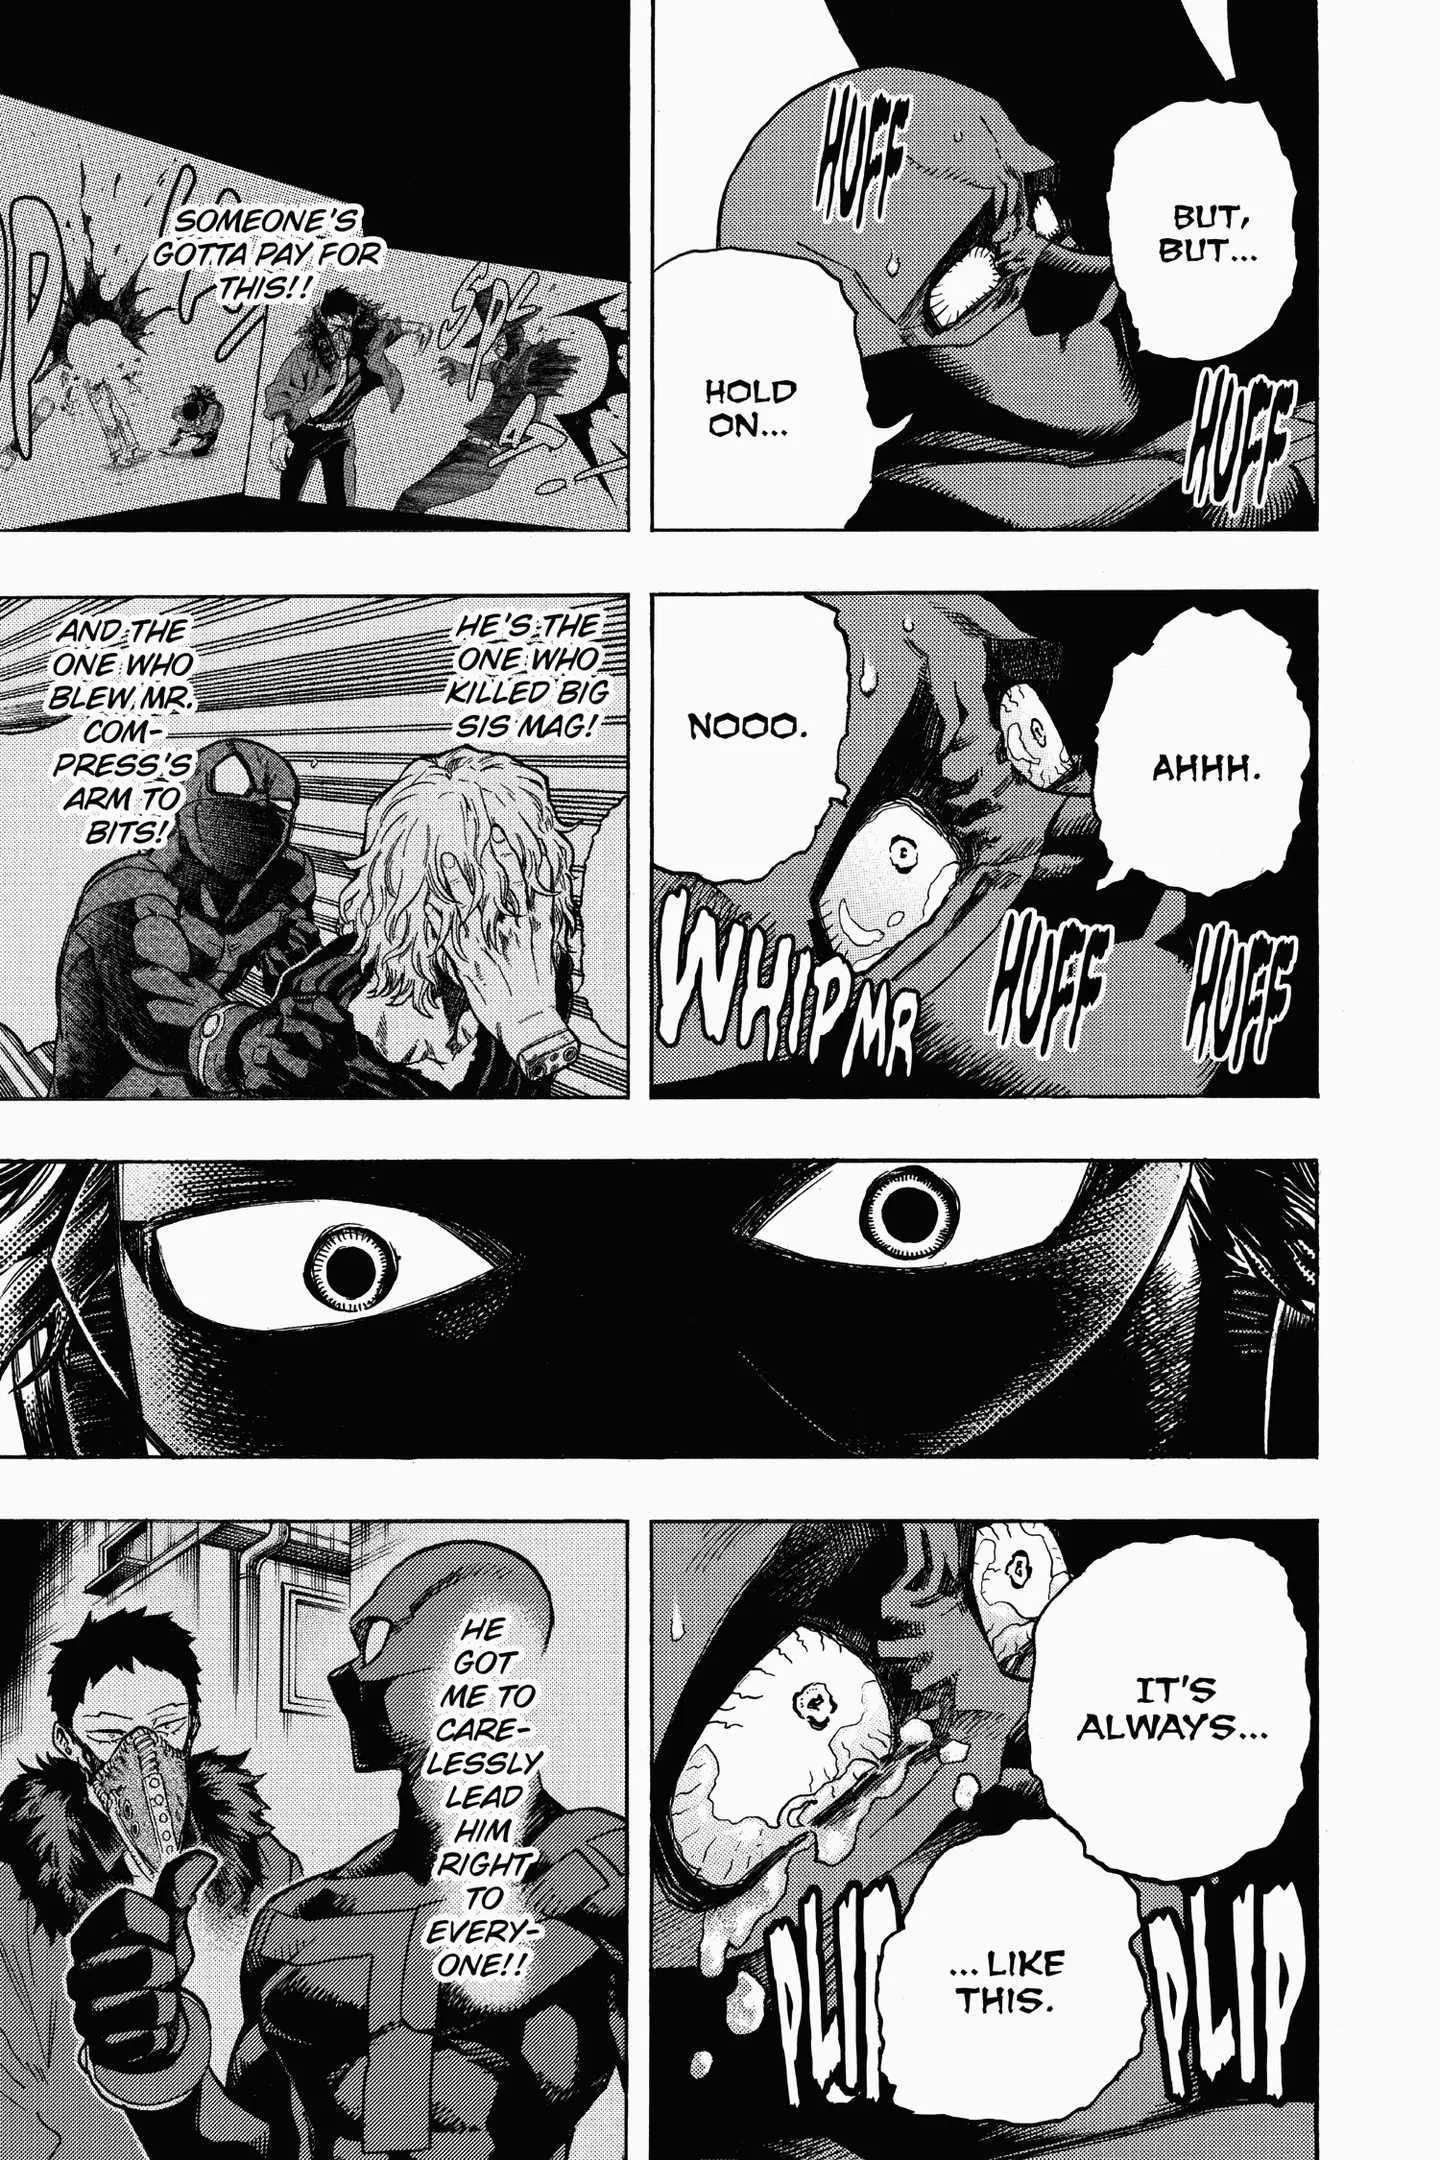 HUFF
BUT,
BUT...
HOLD
ON...
HUFF
SOMEONE'S
GOTTA PAY FOR
THIS!!
AHHH.
NOOO.
HUFF
HUFF
WHIPMR
HE'S THE
ONE WHO
KILLED BIG
SIS MAG!
AND THE
ONE WHO
BLEW MR.
COM-
PRESS'S
ARM TO
BITS!
IT'S
ALWAYS...
...LIKE
THIS.
PLIP
PLIP
HE
GOT
ME TO
CARE-
LESSLY
LEAD
HIM
RIGHT
TO
EVERY-
ONE!!